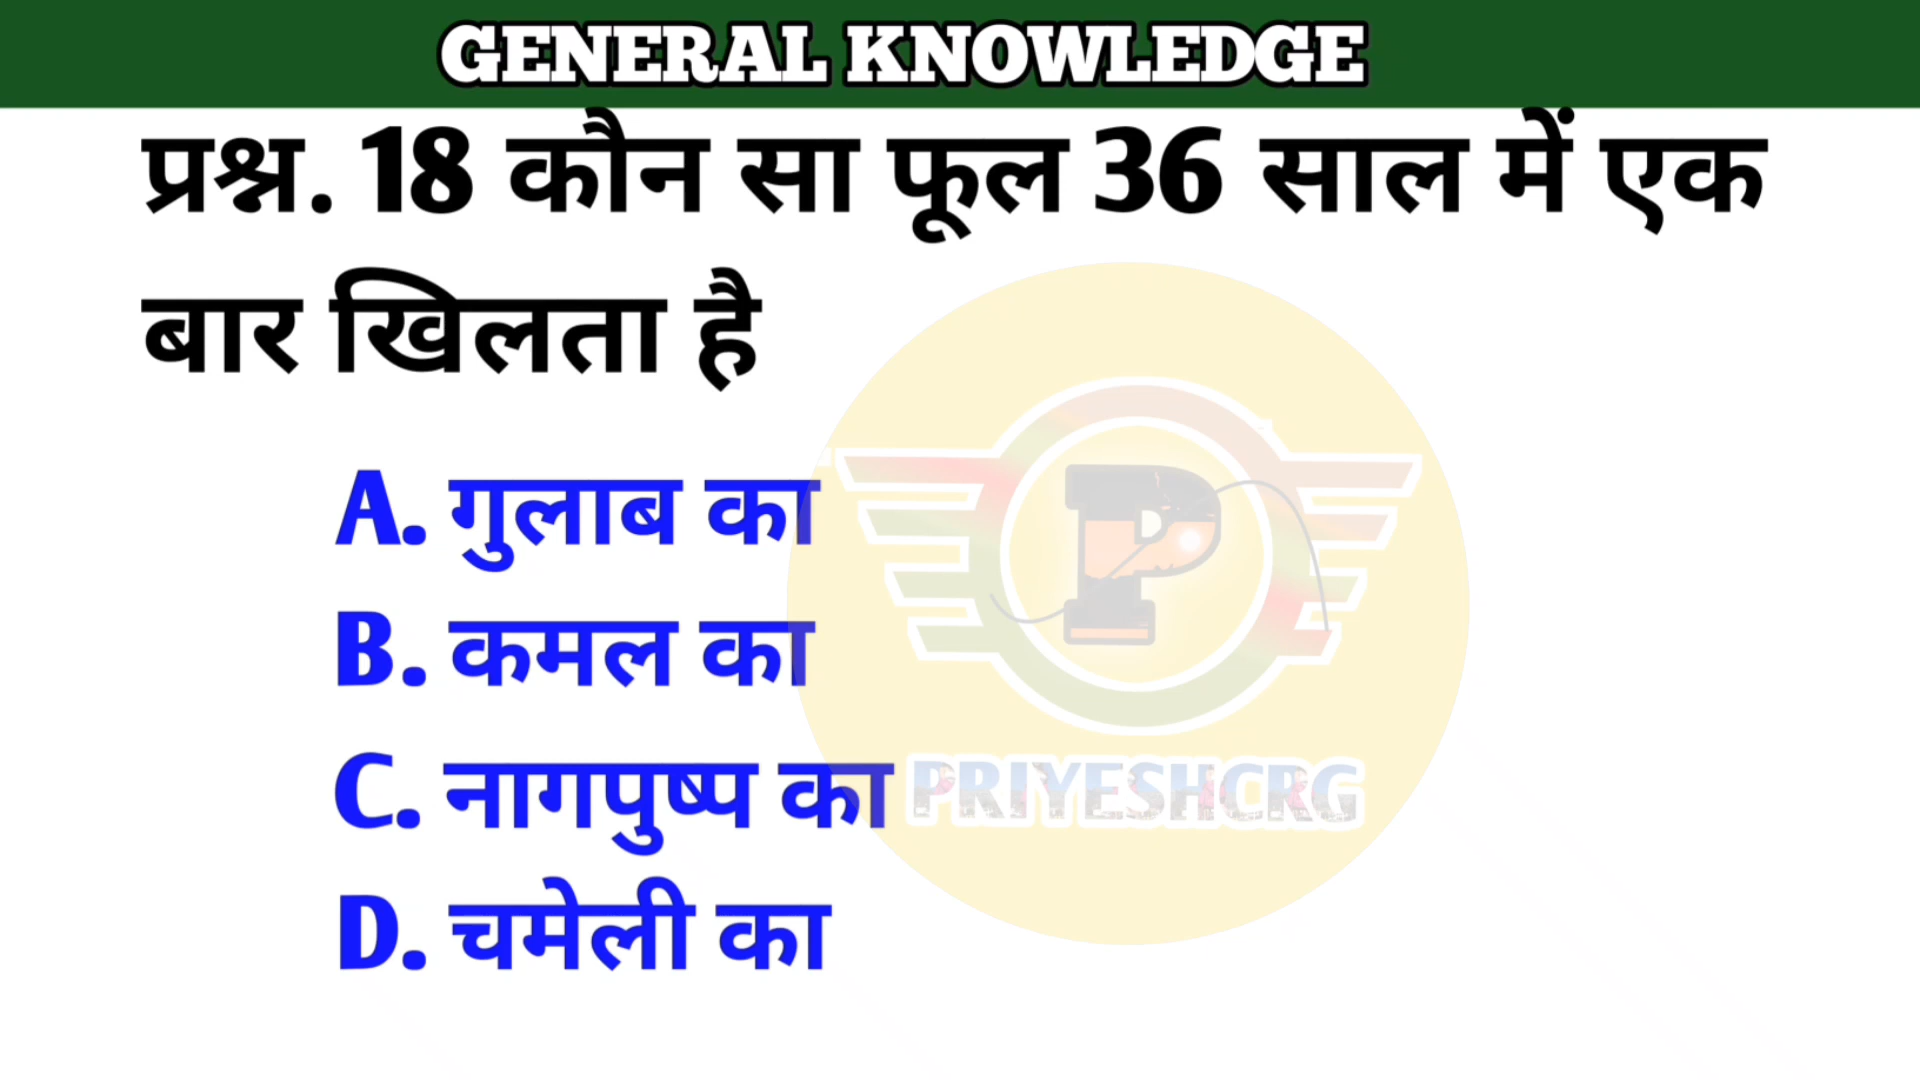 GENERAL KNOWLEDGE
प्रश्न. 18 कौन सा फूल 36 साल में एक
बार खिलता है
A. गुलाब का
B. कमल का
C. नागपुष्प का
D. चमेली का
P
PRIYESHCRG